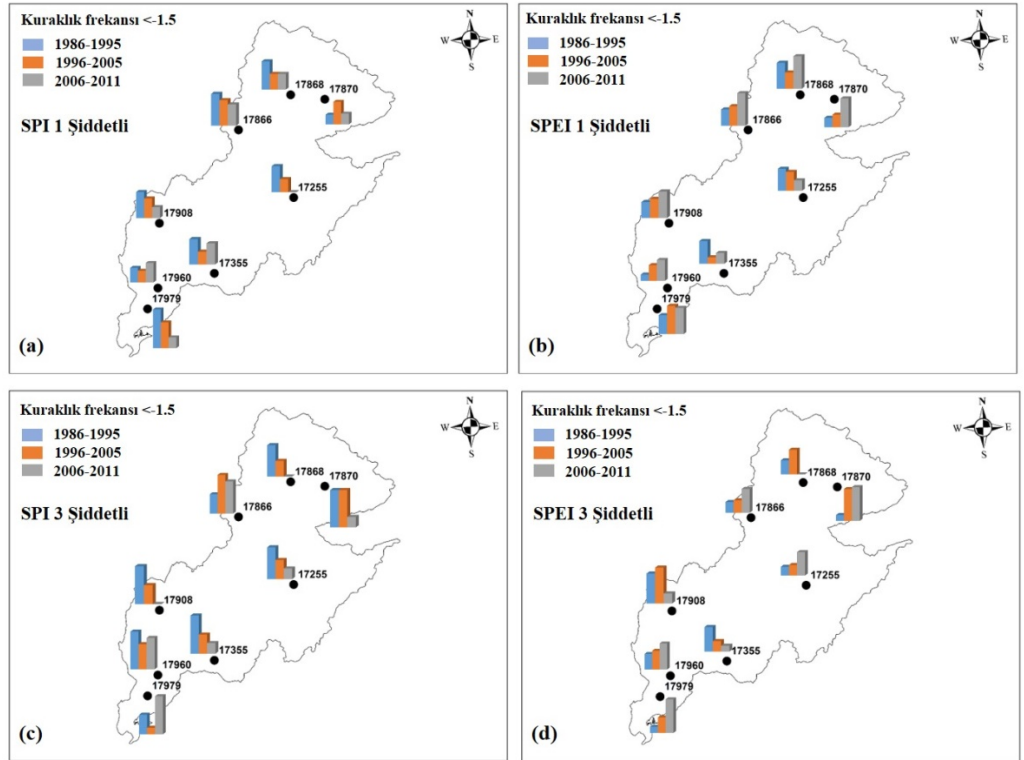 Kuraklık frekansı <-1.5
1986-1995
1996-2005
2006-2011
SPI 1 Şiddetli
N
W E
S
17868
17870
17866
17255
17908
17355
17960
17979
(a)
Kuraklık frekansı <-1.5
1986-1995
1996-2005
2006-2011
SPEI 1 Şiddetli
N
W E
S
17868
17870
17866
17255
17908
17355
17960
17979
(b)
Kuraklık frekansı <-1.5
1986-1995
1996-2005
2006-2011
SPI 3 Şiddetli
N
W E
S
17868
17870
17866
17255
17908
17355
17960
17979
(c)
Kuraklık frekansı <-1.5
1986-1995
1996-2005
2006-2011
SPEI 3 Şiddetli
N
W E
S
17868
17870
17866
17255
17908
17355
17960
17979
(d)